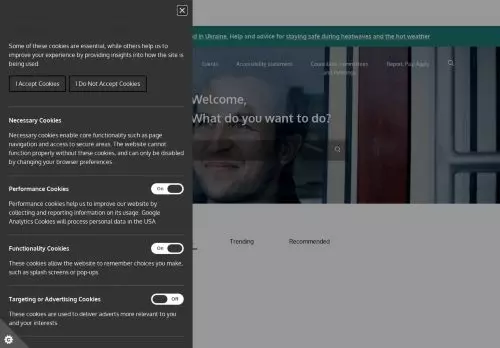 Some of these cookies are essential, while others help us to
improve your experience by providing insights into how the site is
being used.
I Accept Cookies
I Do Not Accept Cookies
Necessary Cookies
Necessary cookies enable core functionality such as page
navigation and access to secure areas. The website cannot
function properly without these cookies, and can only be disabled
by changing your browser preferences.
Performance Cookies
On
Performance cookies help us to improve our website by
collecting and reporting information on its usage. Google
Analytics Cookies will process personal data in the USA
Functionality Cookies
On
These cookies allow the website to remember choices you make,
such as splash screens or pop-ups.
Targeting or Advertising Cookies
Off
These cookies are used to deliver adverts more relevant to you
and your interests
d in Ukraine. Help and advice for staying safe during heatwaves and the hot weather
Events
Accessibility statement
Councillors, Committees
and Meetings
Report, Pay, Apply
Welcome,
What do you want to do?
Trending
Recommended